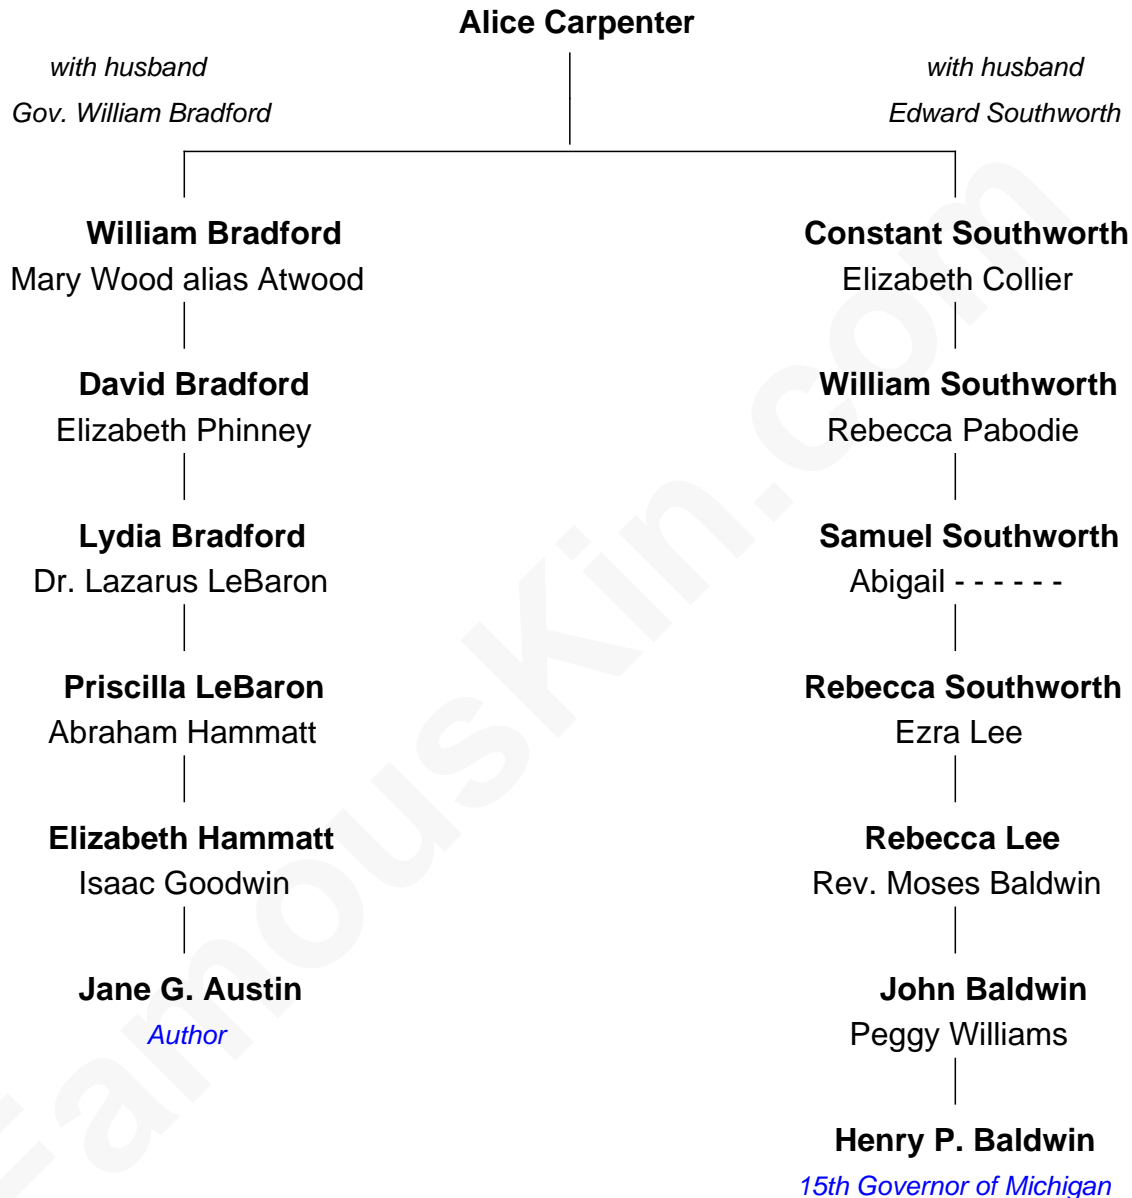 Alice Carpenter
with husband
Gov. William Bradford
with husband
Edward Southworth
William Bradford
Mary Wood alias Atwood
David Bradford
Elizabeth Phinney
Lydia Bradford
Dr. Lazarus LeBaron
Priscilla LeBaron
Abraham Hammatt
Elizabeth Hammatt
Isaac Goodwin
Jane G. Austin
Author
Constant Southworth
Elizabeth Collier
William Southworth
Rebecca Pabodie
Samuel Southworth
Abigail - - - - - -
Rebecca Southworth
Ezra Lee
Rebecca Lee
Rev. Moses Baldwin
John Baldwin
Peggy Williams
Henry P. Baldwin
15th Governor of Michigan
FamousKin.com